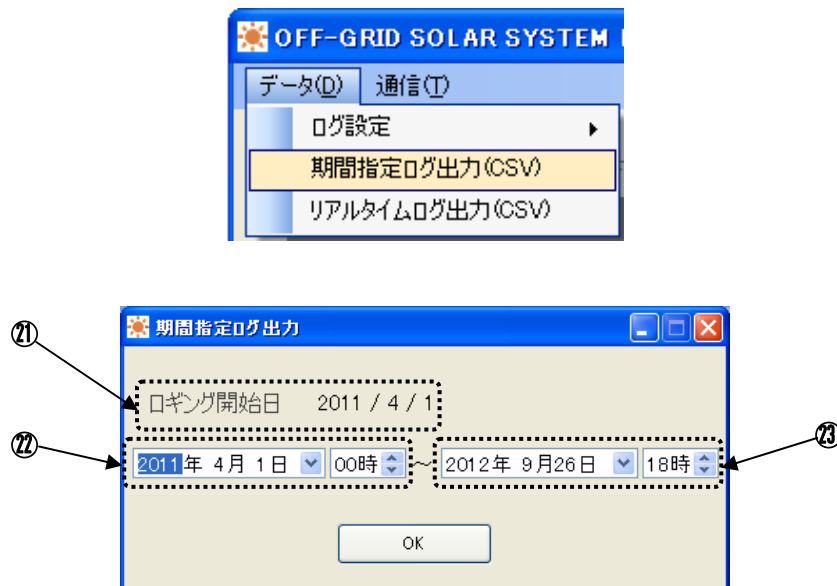 OFF-GRID SOLAR SYSTEM
データ(D) 通信(T)
ログ設定
期間指定ログ出力(CSV)
リアルタイムログ出力(CSV)
期間指定ログ出力
㉑
ロギング開始日 2011 / 4 / 1
㉒
2011年 4月 1日 00時 ～ 2012年 9月26日 18時
㉓
OK